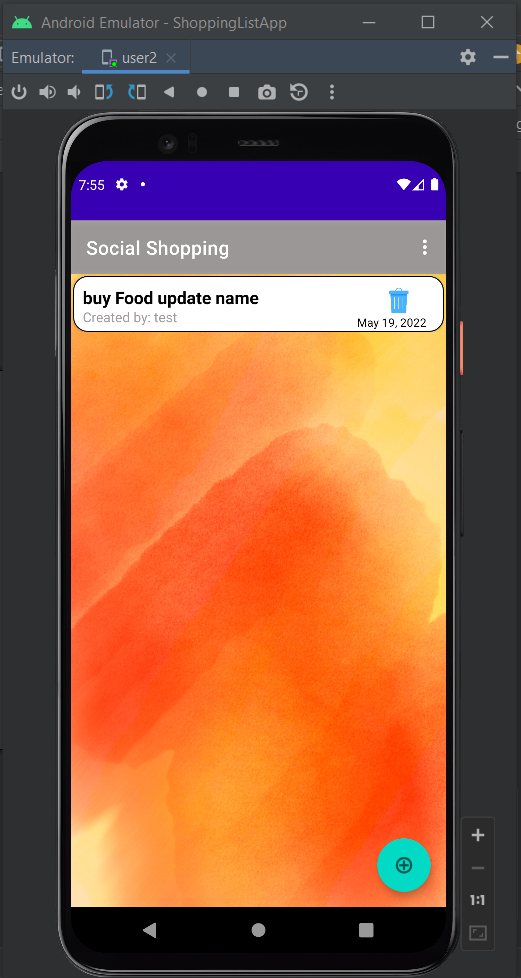 Android Emulator - ShoppingListApp
Emulator: user2
7:55
Social Shopping
buy Food update name
Created by: test
May 19, 2022
1:1